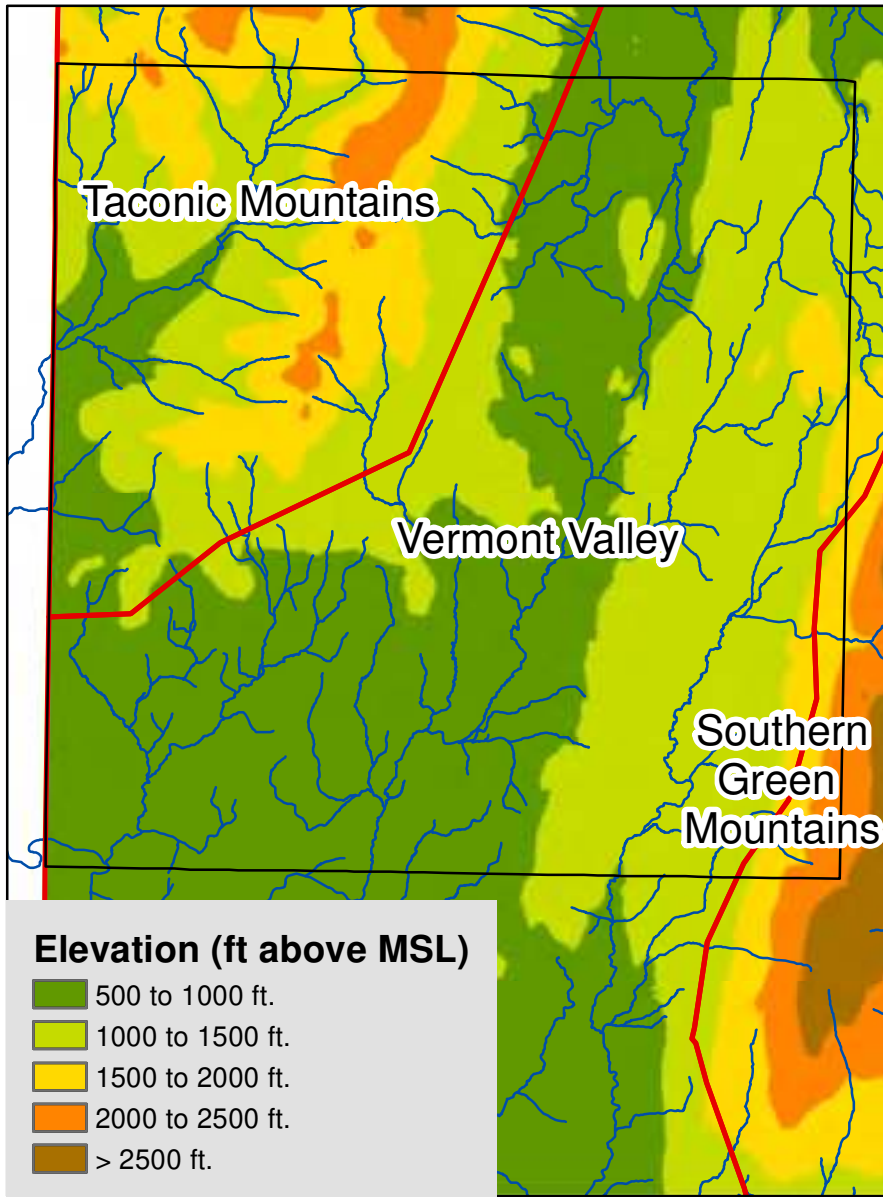 Taconic Mountains
Vermont Valley
Southern
Green
Mountains
Elevation (ft above MSL)
500 to 1000 ft.
1000 to 1500 ft.
1500 to 2000 ft.
2000 to 2500 ft.
> 2500 ft.